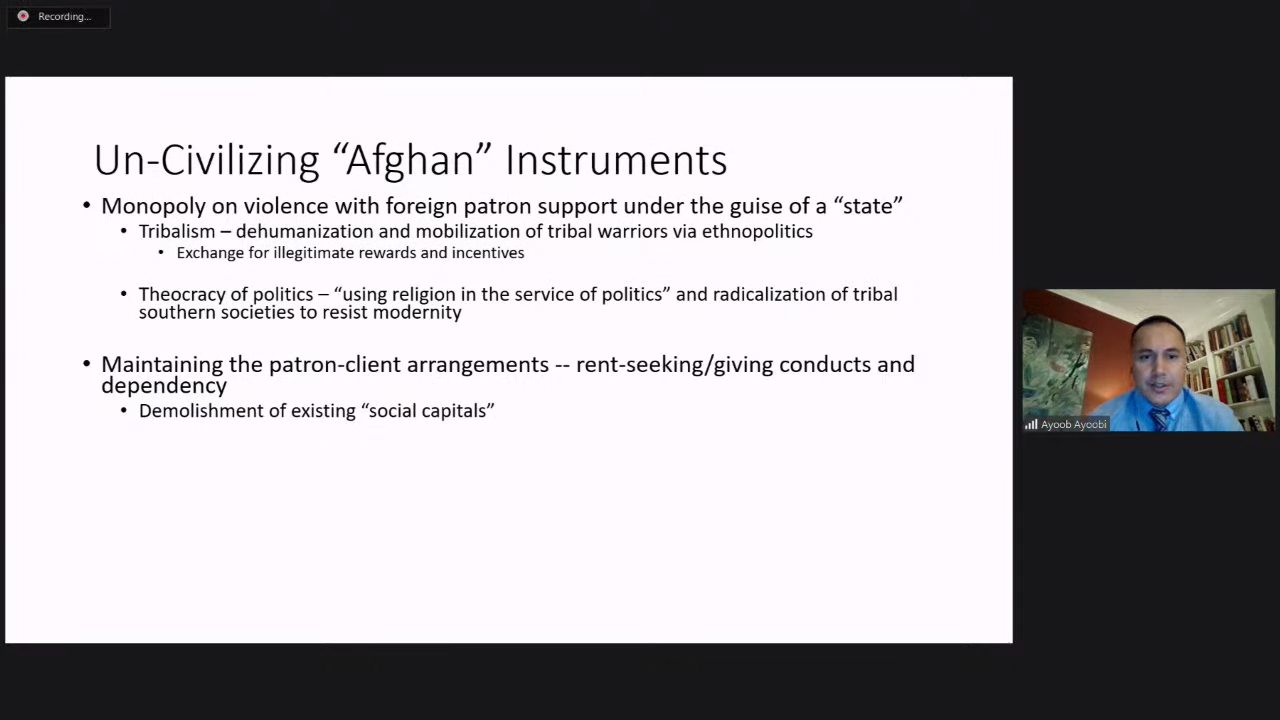 Recording...
Un-Civilizing “Afghan” Instruments
• Monopoly on violence with foreign patron support under the guise of a “state”
• Tribalism – dehumanization and mobilization of tribal warriors via ethnopolitics
• Exchange for illegitimate rewards and incentives
• Theocracy of politics – “using religion in the service of politics” and radicalization of tribal
southern societies to resist modernity
• Maintaining the patron-client arrangements -- rent-seeking/giving conducts and
dependency
• Demolishment of existing “social capitals”
Ayoob Ayoobi